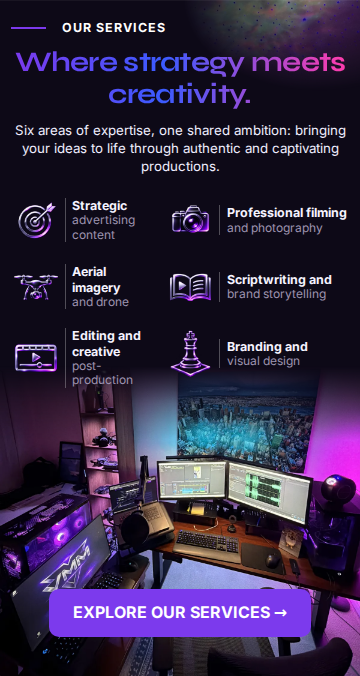 OUR SERVICES
Where strategy meets
creativity.
Six areas of expertise, one shared ambition: bringing
your ideas to life through authentic and captivating
productions.
Strategic
advertising
content
Professional filming
and photography
Aerial
imagery
and drone
Scriptwriting and
brand storytelling
Editing and
creative
post-
production
Branding and
visual design
EXPLORE OUR SERVICES →